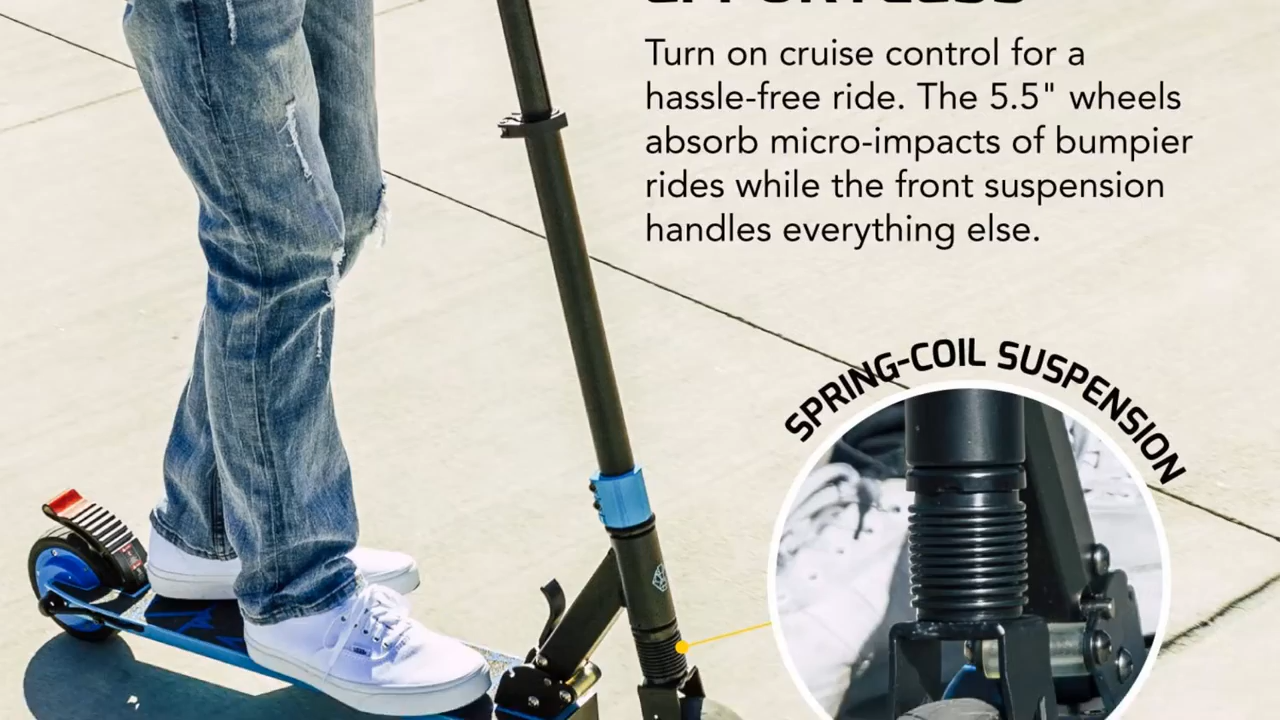 EFFORTLESS
Turn on cruise control for a
hassle-free ride. The 5.5" wheels
absorb micro-impacts of bumpier
rides while the front suspension
handles everything else.
SPRING-COIL SUSPENSION